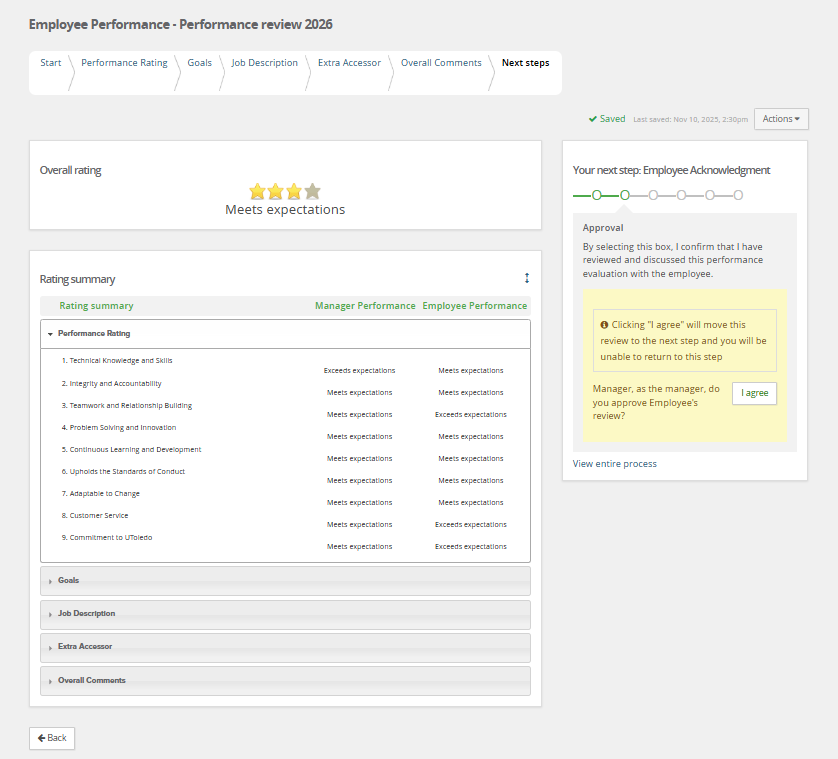 Employee Performance - Performance review 2026
Start Performance Rating Goals Job Description Extra Accessor Overall Comments Next steps
Saved Last saved: Nov 10, 2025, 2:30pm Actions
Overall rating
Meets expectations
Rating summary
Rating summary Manager Performance Employee Performance
Performance Rating
1. Technical Knowledge and Skills
Exceeds expectations Meets expectations
2. Integrity and Accountability
Meets expectations Meets expectations
3. Teamwork and Relationship Building
Meets expectations Exceeds expectations
4. Problem Solving and Innovation
Meets expectations Meets expectations
5. Continuous Learning and Development
Meets expectations Meets expectations
6. Upholds the Standards of Conduct
Meets expectations Meets expectations
7. Adaptable to Change
Meets expectations Meets expectations
8. Customer Service
Meets expectations Exceeds expectations
9. Commitment to UToledo
Meets expectations Exceeds expectations
Goals
Job Description
Extra Accessor
Overall Comments
Back
Your next step: Employee Acknowledgment
Approval
By selecting this box, I confirm that I have
reviewed and discussed this performance
evaluation with the employee.
Clicking "I agree" will move this
review to the next step and you will be
unable to return to this step
Manager, as the manager, do
you approve Employee's
review?
I agree
View entire process